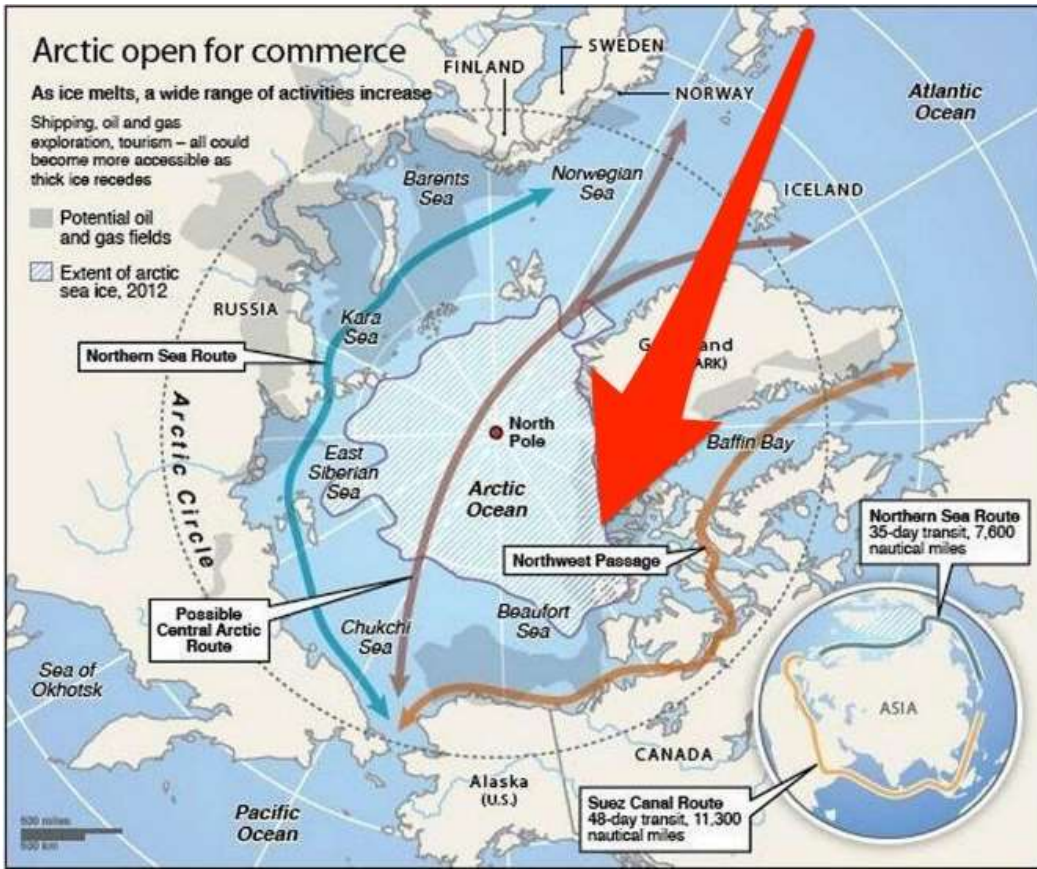 Arctic open for commerce
As ice melts, a wide range of activities increase
Shipping, oil and gas
exploration, tourism – all could
become more accessible as
thick ice recedes
Potential oil
and gas fields
Extent of arctic
sea ice, 2012
SWEDEN
FINLAND
NORWAY
Atlantic
Ocean
Barents
Sea
Norwegian
Sea
ICELAND
RUSSIA
Kara
Sea
Northern Sea Route
Arctic Circle
North
Pole
Baffin Bay
East
Siberian
Sea
Arctic
Ocean
Northern Sea Route
35-day transit, 7,600
nautical miles
Northwest Passage
Possible
Central Arctic
Route
Chukchi
Sea
Beaufort
Sea
Sea of
Okhotsk
ASIA
CANADA
Alaska
(U.S.)
Suez Canal Route
48-day transit, 11,300
nautical miles
Pacific
Ocean
500 miles
500 km